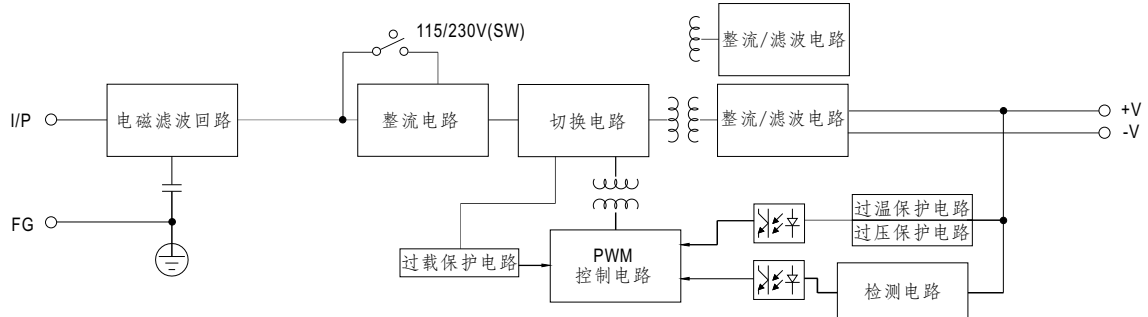 115/230V(SW)
整流/滤波电路
I/P
电磁滤波回路
整流电路
切换电路
整流/滤波电路
+V
-V
FG
过载保护电路
PWM
控制电路
过温保护电路
过压保护电路
检测电路